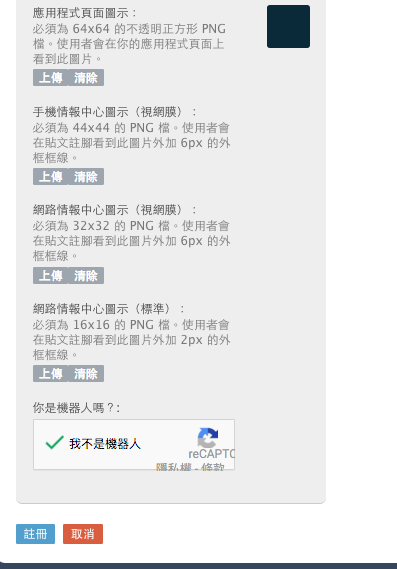 應用程式頁面圖示：
必須為 64x64 的不透明正方形 PNG
檔。使用者會在你的應用程式頁面上
看到此圖片。
上傳 清除
手機情報中心圖示（視網膜）：
必須為 44x44 的 PNG 檔。使用者會
在貼文註腳看到此圖片外加 6px 的外
框框線。
上傳 清除
網路情報中心圖示（視網膜）：
必須為 32x32 的 PNG 檔。使用者會
在貼文註腳看到此圖片外加 6px 的外
框框線。
上傳 清除
網路情報中心圖示（標準）：
必須為 16x16 的 PNG 檔。使用者會
在貼文註腳看到此圖片外加 2px 的外
框框線。
上傳 清除
你是機器人嗎？:
我不是機器人
reCAPTC
隱私權 - 條款
註冊 取消